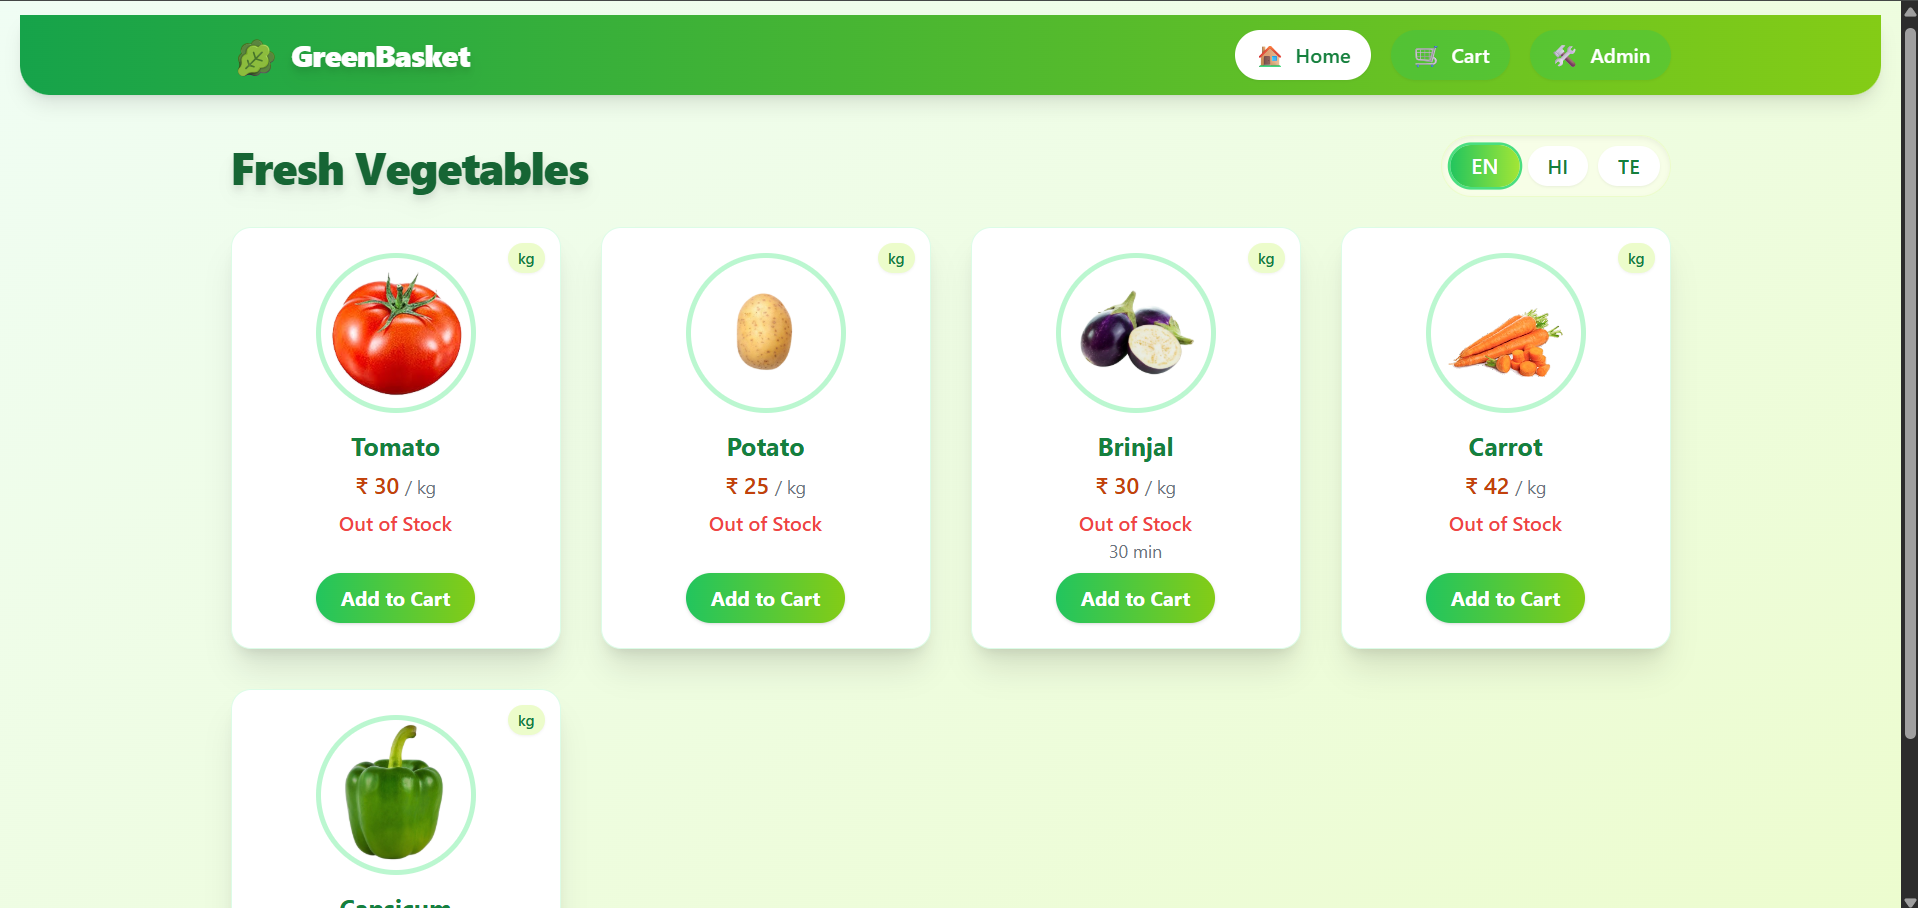 GreenBasket
Home
Cart
Admin
Fresh Vegetables
EN
HI
TE
kg
Tomato
₹ 30 / kg
Out of Stock
Add to Cart
kg
Potato
₹ 25 / kg
Out of Stock
Add to Cart
kg
Brinjal
₹ 30 / kg
Out of Stock
30 min
Add to Cart
kg
Carrot
₹ 42 / kg
Out of Stock
Add to Cart
kg
Capsicum